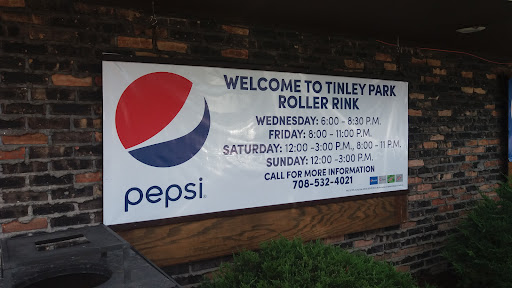 WELCOME TO TINLEY PARK
ROLLER RINK
WEDNESDAY: 6:00 - 8:30 P.M.
FRIDAY: 8:00 - 11:00 P.M.
SATURDAY: 12:00 -3:00 P.M., 8:00 - 11 P.M.
SUNDAY: 12:00 -3:00 P.M.
CALL FOR MORE INFORMATION
708-532-4021
pepsi